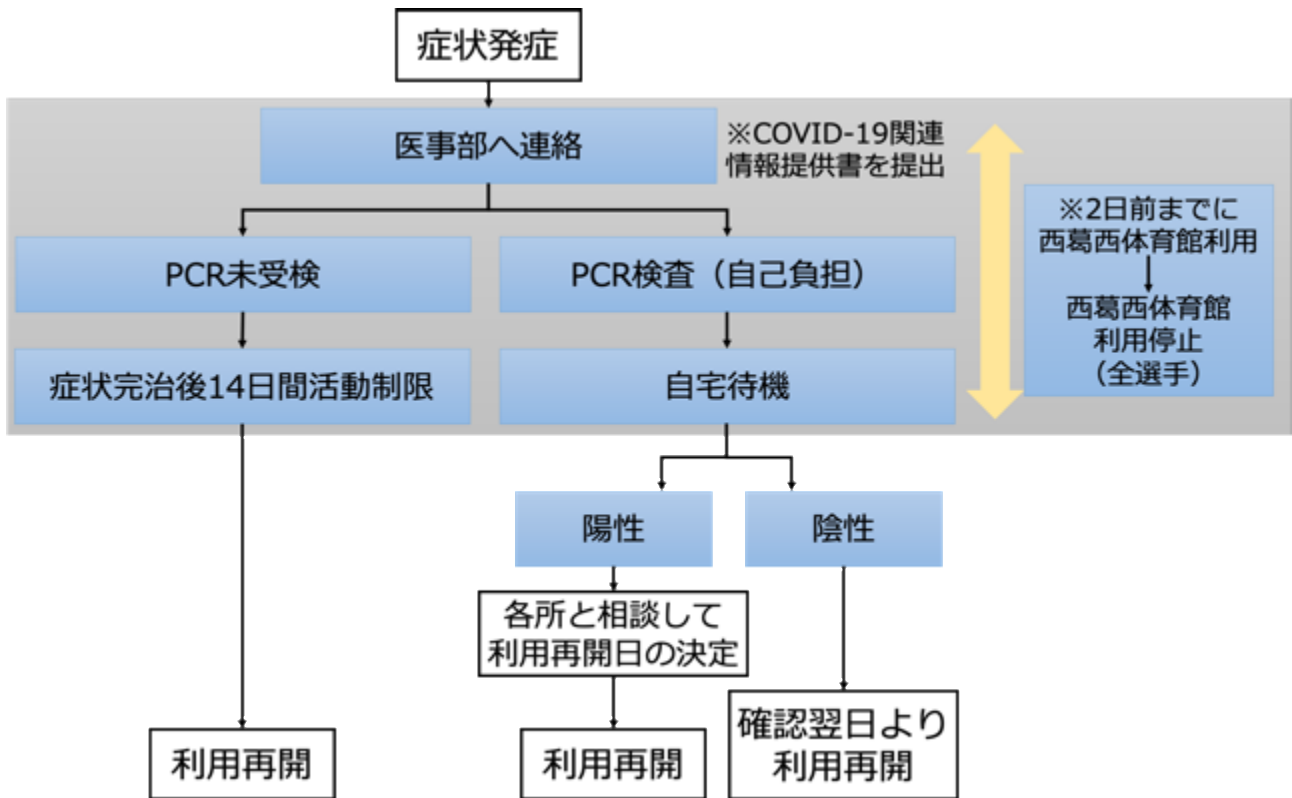 症状発症
医事部へ連絡
※COVID-19関連
情報提供書を提出
※2日前までに
西葛西体育館利用
西葛西体育館
利用停止
（全選手）
PCR未受検
PCR検査（自己負担）
症状完治後14日間活動制限
自宅待機
陽性
陰性
各所と相談して
利用再開日の決定
利用再開
利用再開
確認翌日より
利用再開